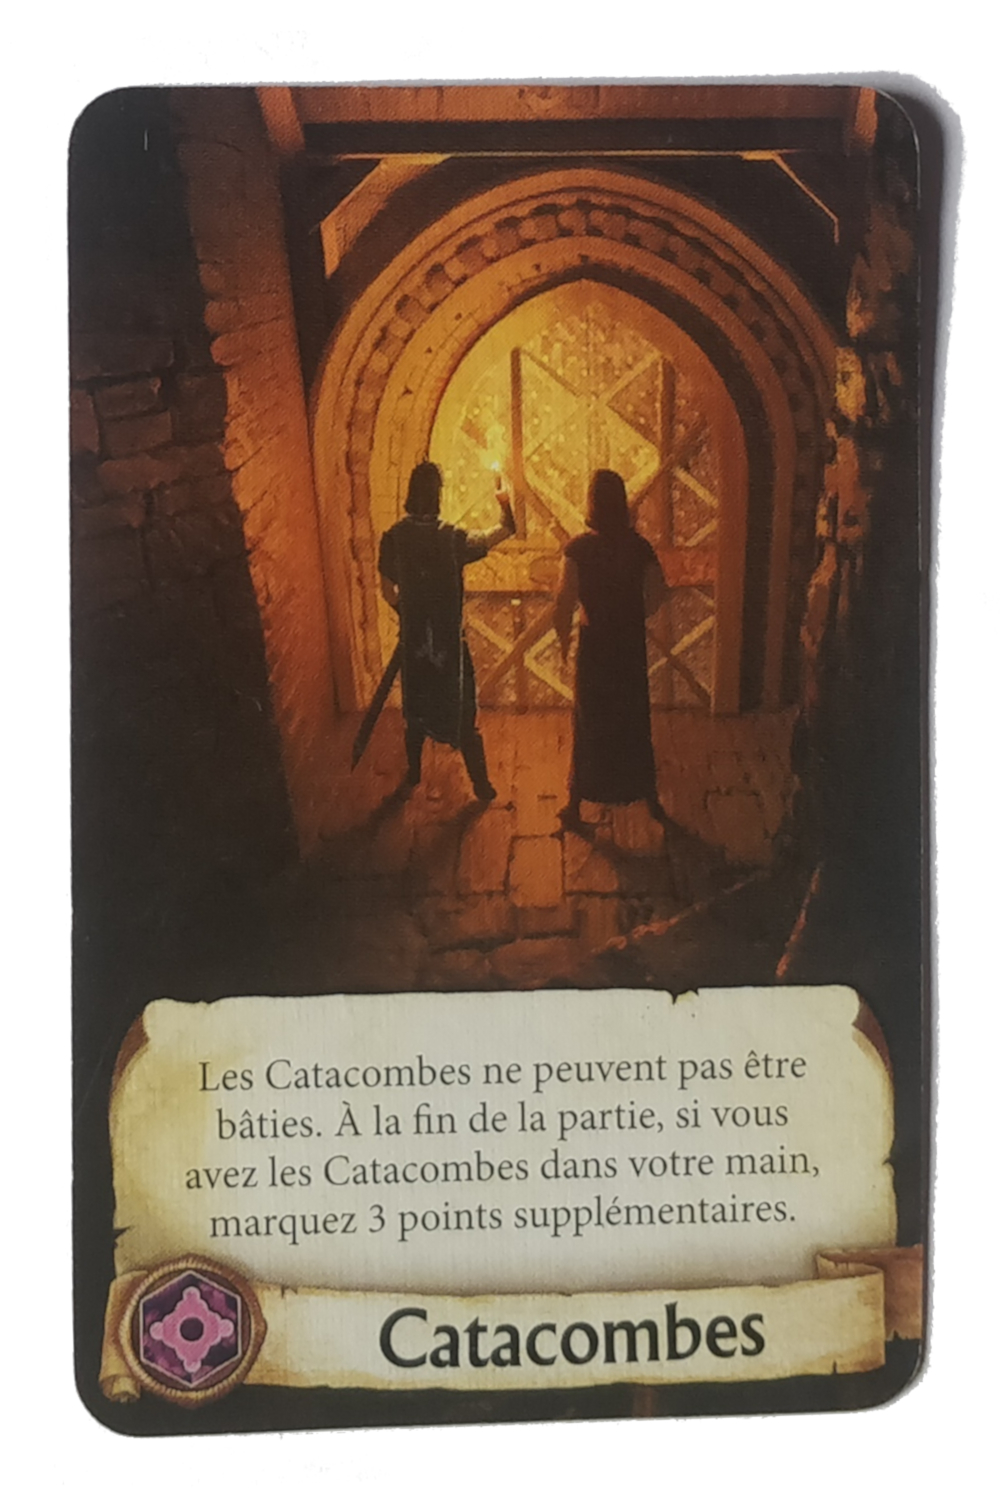 Les Catacombes ne peuvent pas être
bâties. À la fin de la partie, si vous
avez les Catacombes dans votre main,
marquez 3 points supplémentaires.
Catacombes